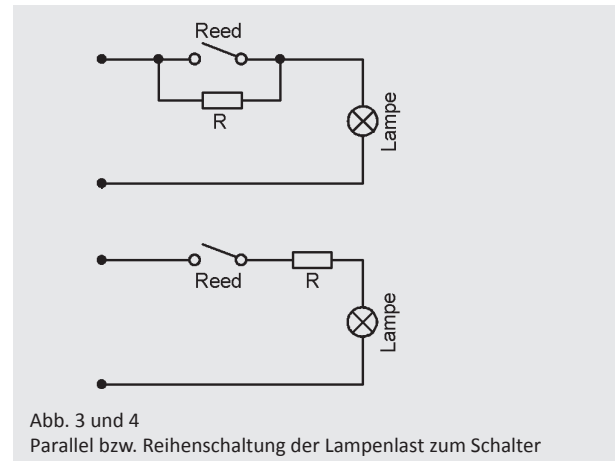 Reed
R
Lampe
Reed
R
Lampe
Abb. 3 und 4
Parallel bzw. Reihenschaltung der Lampenlast zum Schalter